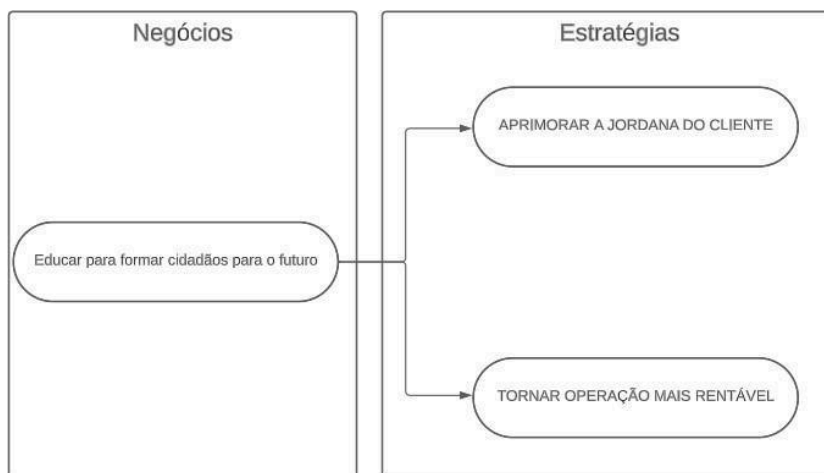 Negócios
Estratégias
APRIMORAR A JORDANA DO CLIENTE
Educar para formar cidadãos para o futuro
TORNAR OPERAÇÃO MAIS RENTÁVEL